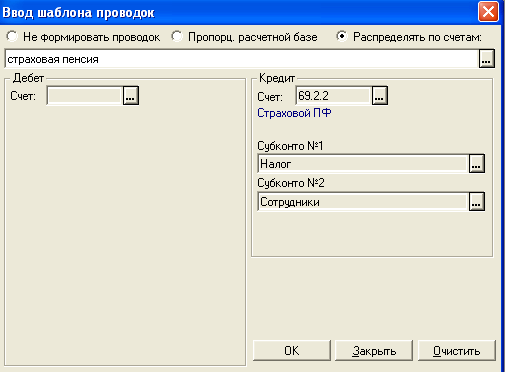 Ввод шаблона проводок
Не формировать проводок Пропорц. расчетной базе Распределять по счетам:
страховая пенсия ...
Дебет
Счет: ...
Кредит
Счет: 69.2.2 ...
Страховой ПФ
Субконто №1
Налог ...
Субконто №2
Сотрудники ...
OK Закрыть Очистить